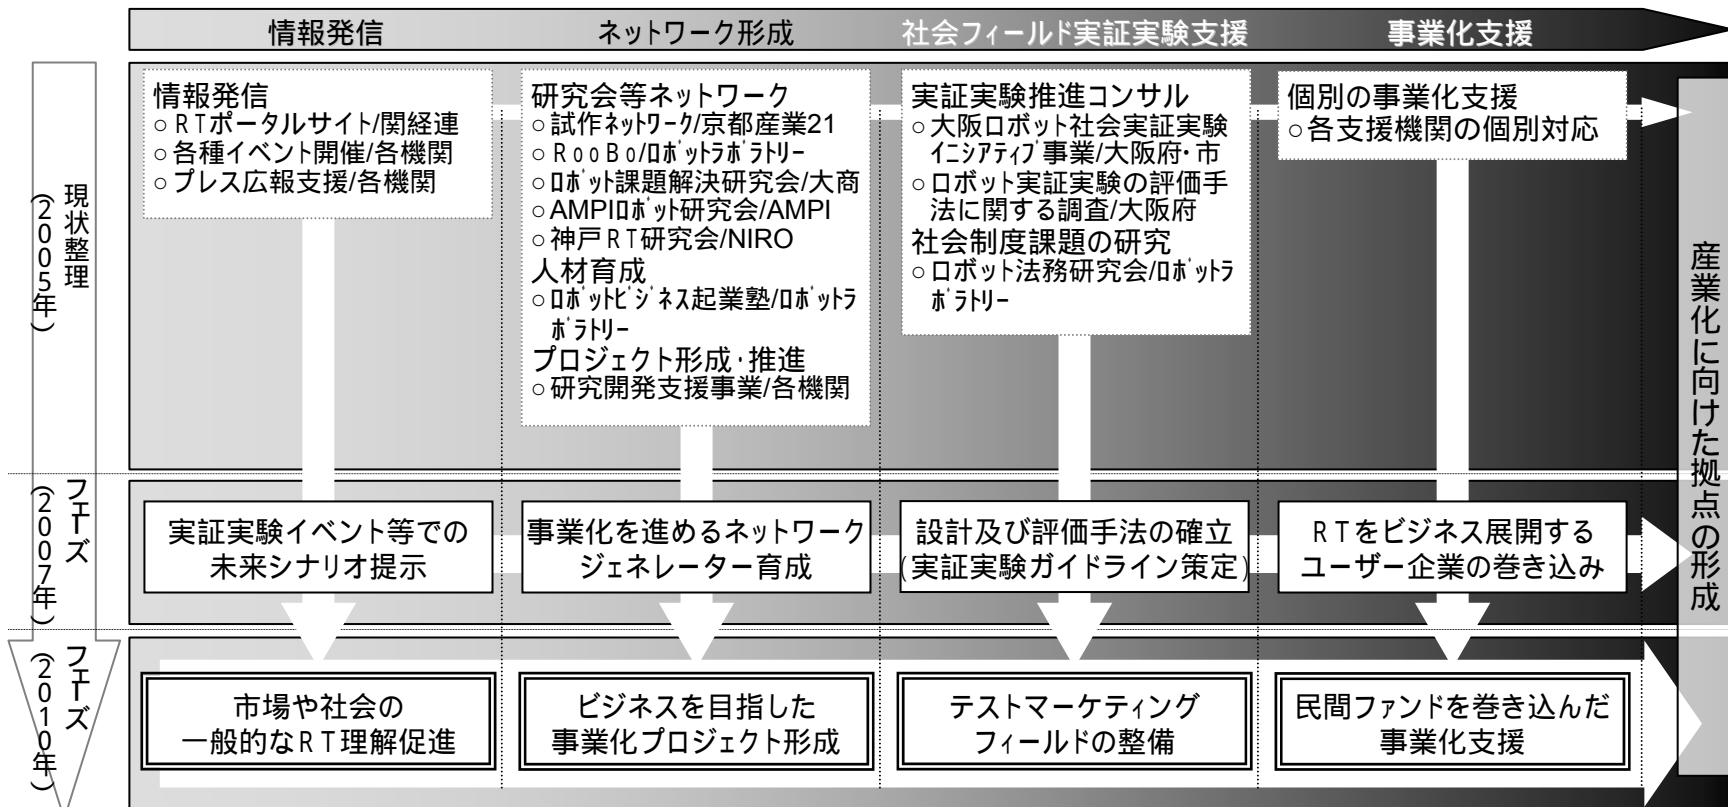 情報発信
ネットワーク形成
社会フィールド実証実験支援
事業化支援
現状整理
(2005年)
情報発信
○RTポータルサイト/関経連
○各種イベント開催/各機関
○プレス広報支援/各機関
研究会等ネットワーク
○試作ネットワーク/京都産業21
○RooBo/ﾛﾎﾞｯﾄﾗﾎﾞﾗﾄﾘｰ
○ﾛﾎﾞｯﾄ課題解決研究会/大商
○AMPIﾛﾎﾞｯﾄ研究会/AMPI
○神戸RT研究会/NIRO
人材育成
○ﾛﾎﾞｯﾄﾋﾞｼﾞﾈｽ起業塾/ﾛﾎﾞｯﾄﾗ
ﾎﾞﾗﾄﾘｰ
プロジェクト形成・推進
○研究開発支援事業/各機関
実証実験推進コンサル
○大阪ロボット社会実証実験
ｲﾆｼｱﾃｨﾌﾞ事業/大阪府・市
○ロボット実証実験の評価手
法に関する調査/大阪府
社会制度課題の研究
○ロボット法務研究会/ﾛﾎﾞｯﾄﾗ
ﾎﾞﾗﾄﾘｰ
個別の事業化支援
○各支援機関の個別対応
産業化に向けた拠点の形成
フェーズ
(2007年)
実証実験イベント等での
未来シナリオ提示
事業化を進めるネットワーク
ジェネレーター育成
設計及び評価手法の確立
(実証実験ガイドライン策定)
RTをビジネス展開する
ユーザー企業の巻き込み
フェーズ
(2010年)
市場や社会の
一般的なRT理解促進
ビジネスを目指した
事業化プロジェクト形成
テストマーケティング
フィールドの整備
民間ファンドを巻き込んだ
事業化支援